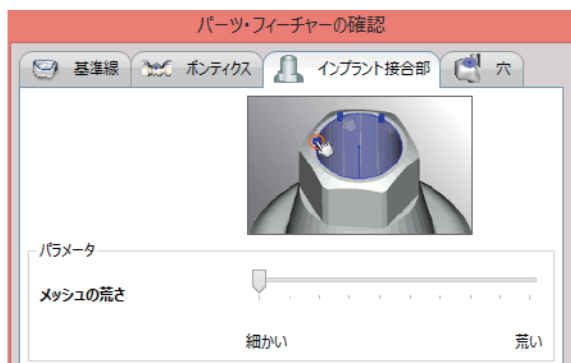 パーツ・フィーチャーの確認
基準線 ポンティクス インプラント接合部 穴
パラメータ
メッシュの荒さ
細かい 荒い